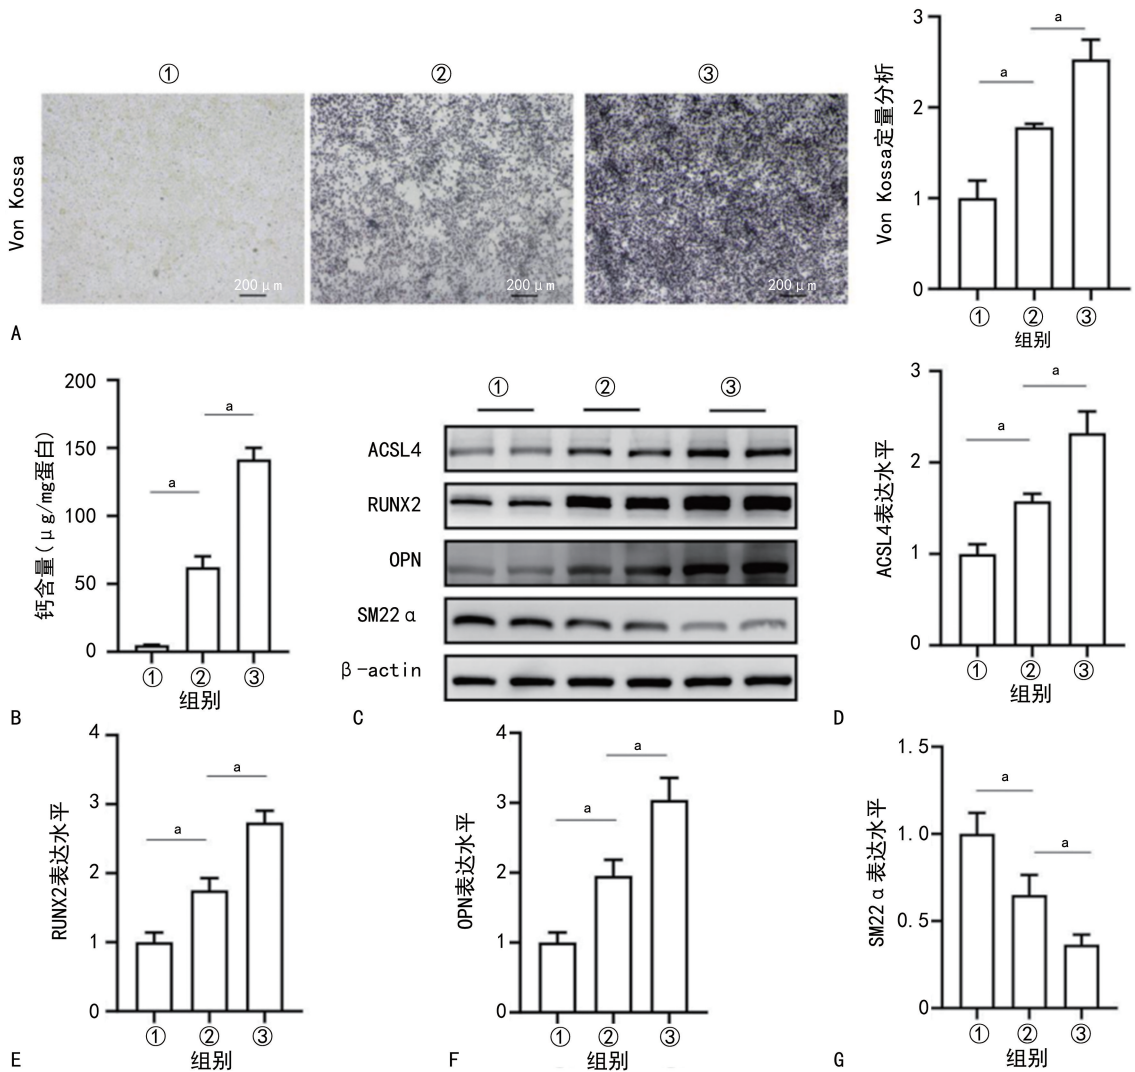 ① ② ③
Von Kossa
200 μm 200 μm 200 μm
A
Von Kossa定量分析
3
2
1
0
a a
① ② ③
组别
钙含量(μg/mg蛋白)
200
150
100
50
0
a a
① ② ③
组别
B
① ② ③
ACSL4
RUNX2
OPN
SM22α
β-actin
C
ACSL4表达水平
3
2
1
0
a a
① ② ③
组别
D
RUNX2表达水平
4
3
2
1
0
a a
① ② ③
组别
E
OPN表达水平
4
3
2
1
0
a a
① ② ③
组别
F
SM22α表达水平
1.5
1.0
0.5
0
a a
① ② ③
组别
G